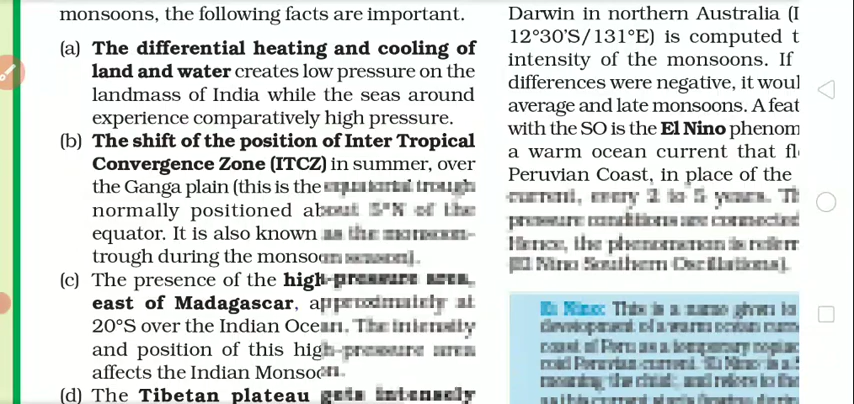 monsoons, the following facts are important.
(a) The differential heating and cooling of
land and water creates low pressure on the
landmass of India while the seas around
experience comparatively high pressure.
(b) The shift of the position of Inter Tropical
Convergence Zone (ITCZ) in summer, over
the Ganga plain (this is the equatorial trough
normally positioned about 5°N of the
equator. It is also known as the monsoon-
trough during the monsoon season).
(c) The presence of the high-pressure area,
east of Madagascar, approximately at
20°S over the Indian Ocean. The intensity
and position of this high-pressure area
affects the Indian Monsoon.
(d) The Tibetan plateau gets intensely
Darwin in northern Australia (I
12°30'S/131°E) is computed t
intensity of the monsoons. If
differences were negative, it woul
average and late monsoons. A feat
with the SO is the El Nino phenom
a warm ocean current that fl
Peruvian Coast, in place of the
current, every 2 to 5 years. Th
pressure conditions are connected
Hence, the phenomenon is referr
(El Nino Southern Oscillations).
El Nino: This is a name given to
development of a warm ocean curr
coast of Peru as a temporary replac
cold Peruvian current. 'El Nino' is a S
meaning 'the child', and refers to the